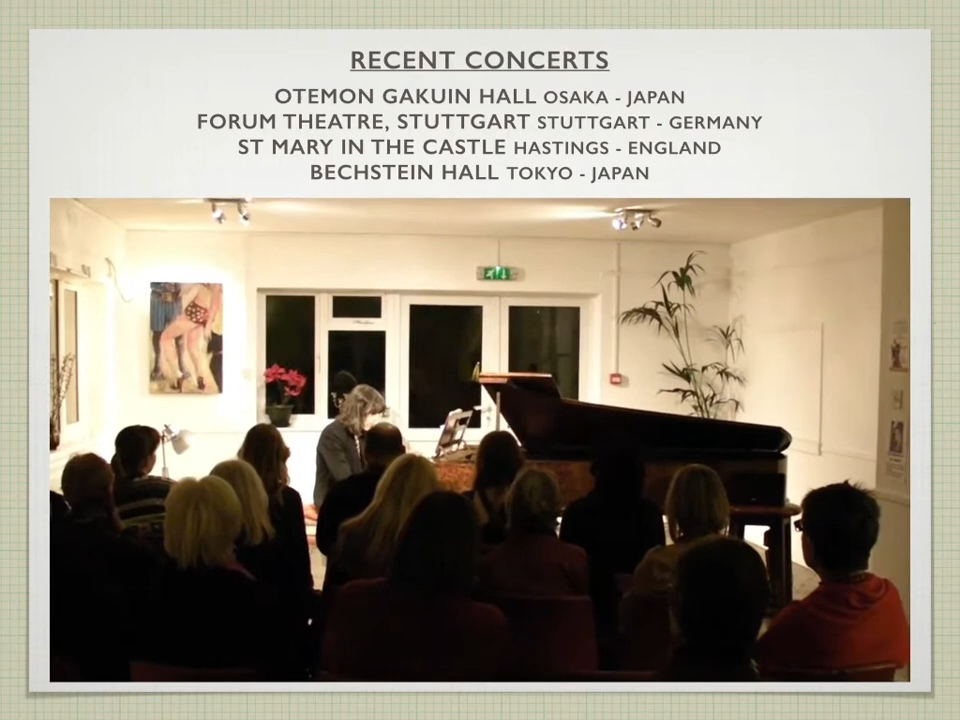 RECENT CONCERTS
OTEMON GAKUIN HALL OSAKA - JAPAN
FORUM THEATRE, STUTTGART STUTTGART - GERMANY
ST MARY IN THE CASTLE HASTINGS - ENGLAND
BECHSTEIN HALL TOKYO - JAPAN